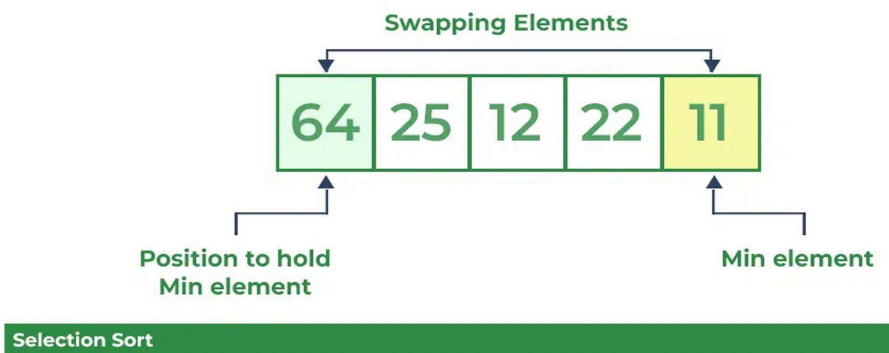 Swapping Elements
64 25 12 22 11
Position to hold
Min element
Min element
Selection Sort